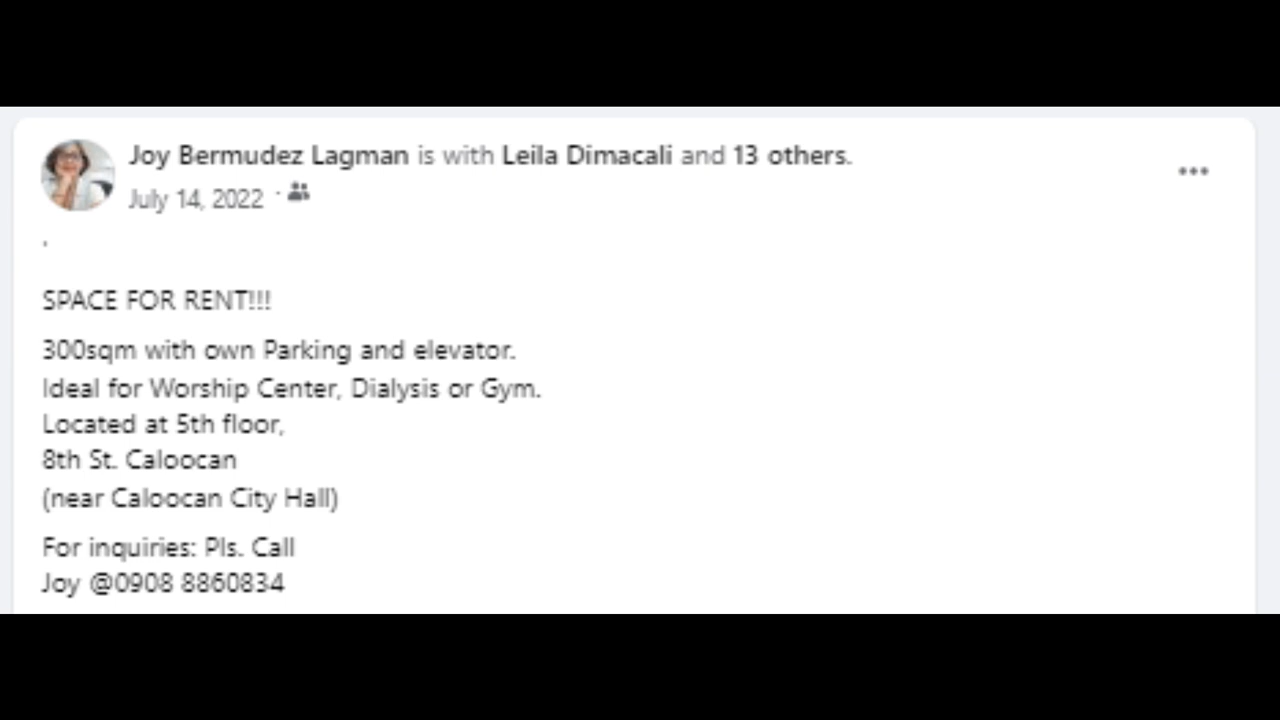 Joy Bermudez Lagman is with Leila Dimacali and 13 others.
July 14, 2022 ·
.
SPACE FOR RENT!!!
300sqm with own Parking and elevator.
Ideal for Worship Center, Dialysis or Gym.
Located at 5th floor,
8th St. Caloocan
(near Caloocan City Hall)
For inquiries: Pls. Call
Joy @0908 8860834